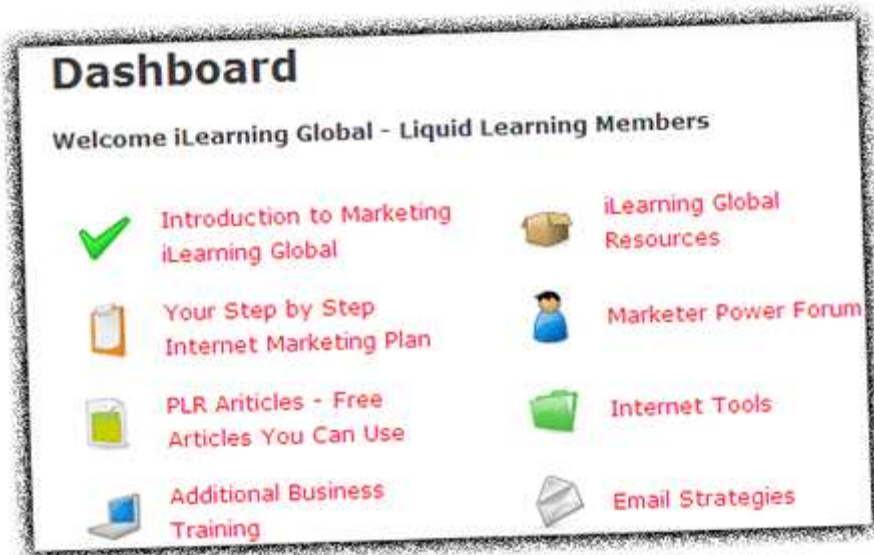 Dashboard
Welcome iLearning Global - Liquid Learning Members
Introduction to Marketing
iLearning Global
Your Step by Step
Internet Marketing Plan
PLR Ariticles - Free
Articles You Can Use
Additional Business
Training
iLearning Global
Resources
Marketer Power Forum
Internet Tools
Email Strategies